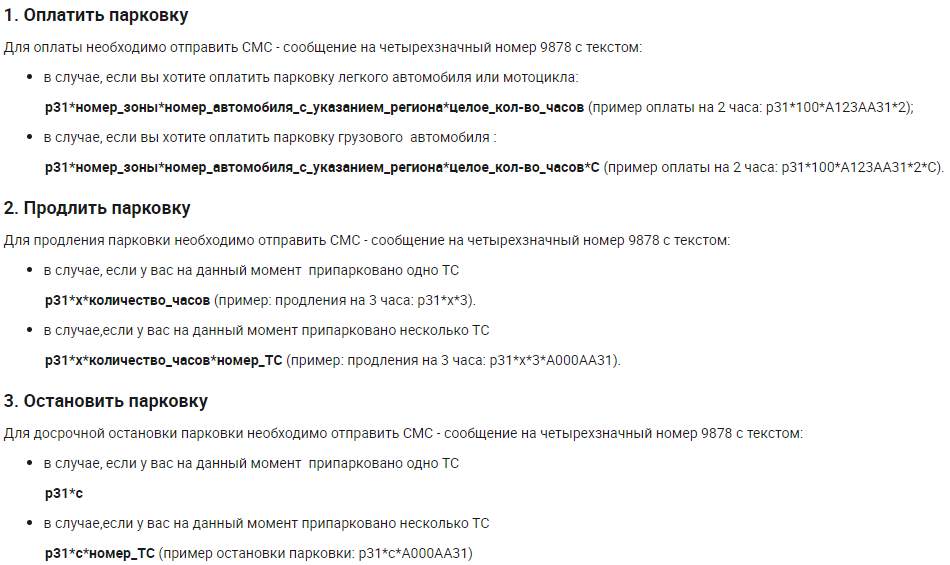 1. Оплатить парковку
Для оплаты необходимо отправить СМС - сообщение на четырехзначный номер 9878 с текстом:
• в случае, если вы хотите оплатить парковку легкого автомобиля или мотоцикла:
р31*номер_зоны*номер_автомобиля_с_указанием_региона*целое_кол-во_часов (пример оплаты на 2 часа: р31*100*А123АА31*2);
• в случае, если вы хотите оплатить парковку грузового автомобиля :
р31*номер_зоны*номер_автомобиля_с_указанием_региона*целое_кол-во_часов*С (пример оплаты на 2 часа: р31*100*А123АА31*2*С).
2. Продлить парковку
Для продления парковки необходимо отправить СМС - сообщение на четырехзначный номер 9878 с текстом:
• в случае, если у вас на данный момент припарковано одно ТС
р31*х*количество_часов (пример: продления на 3 часа: р31*х*3).
• в случае,если у вас на данный момент припарковано несколько ТС
р31*х*количество_часов*номер_ТС (пример: продления на 3 часа: р31*х*3*А000АА31).
3. Остановить парковку
Для досрочной остановки парковки необходимо отправить СМС - сообщение на четырехзначный номер 9878 с текстом:
• в случае, если у вас на данный момент припарковано одно ТС
р31*с
• в случае,если у вас на данный момент припарковано несколько ТС
р31*с*номер_ТС (пример остановки парковки: р31*с*А000АА31)